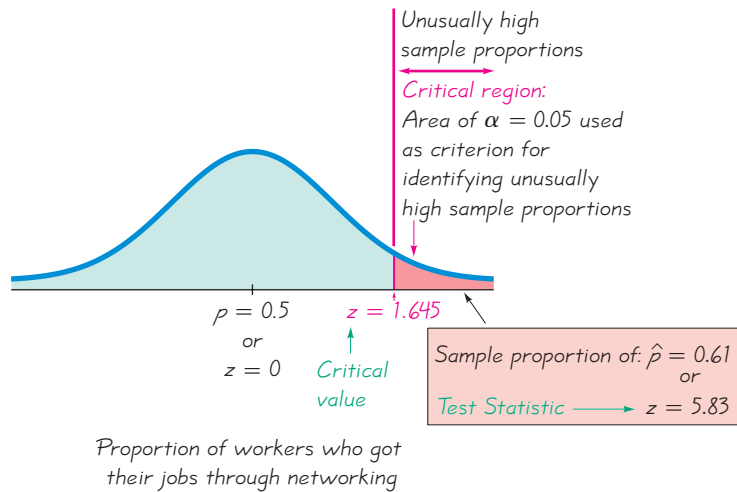 Unusually high
sample proportions
Critical region:
Area of α = 0.05 used
as criterion for
identifying unusually
high sample proportions
p = 0.5
or
z = 0
z = 1.645
Critical
value
Sample proportion of: p̂ = 0.61
or
Test Statistic → z = 5.83
Proportion of workers who got
their jobs through networking